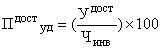 П^дост_уд = (У^дост / Ч_инв) × 100